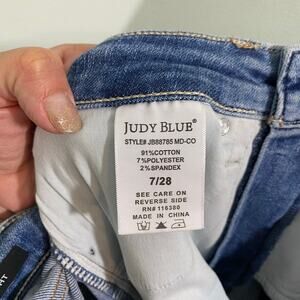 JUDY BLUE®
STYLE# JB88785 MD-CO
91%COTTON
7%POLYESTER
2%SPANDEX
7/28
SEE CARE ON
REVERSE SIDE
RN# 116380
MADE IN CHINA